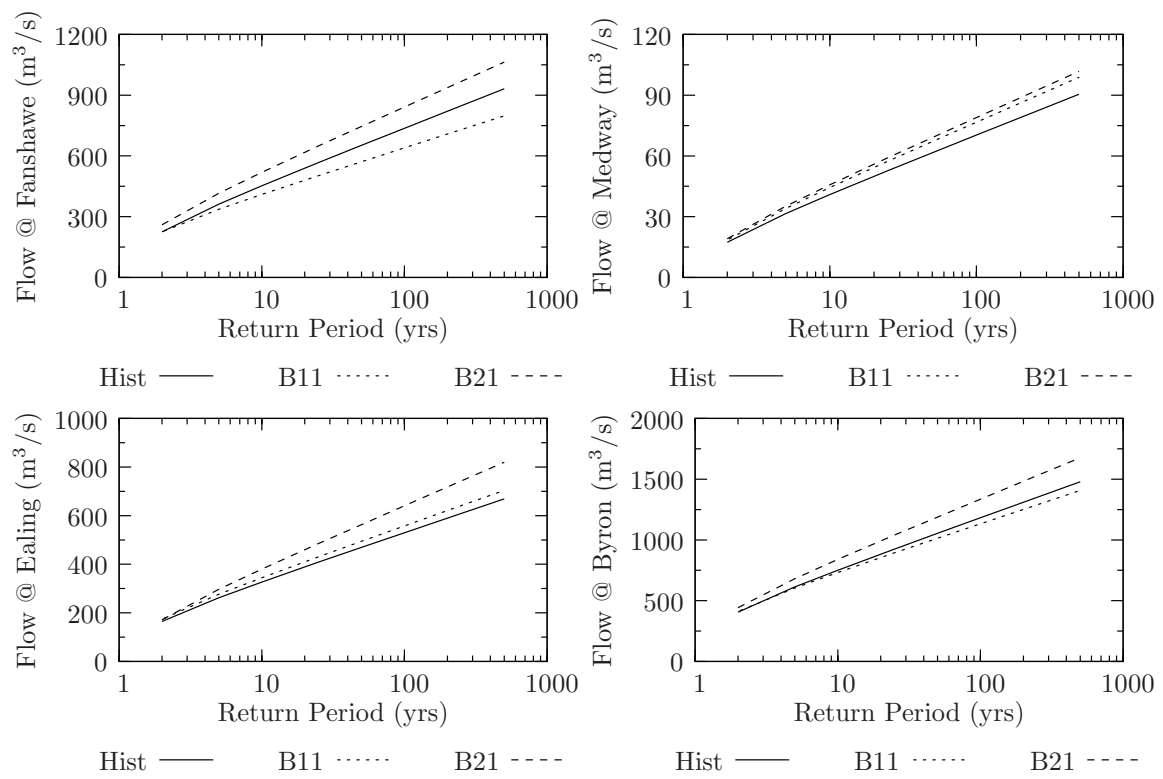 Flow @ Fanshawe (m³/s)
1200
900
600
300
0
1 10 100 1000
Return Period (yrs)
Hist B11 B21
Flow @ Medway (m³/s)
120
90
60
30
0
1 10 100 1000
Return Period (yrs)
Hist B11 B21
Flow @ Ealing (m³/s)
1000
800
600
400
200
0
1 10 100 1000
Return Period (yrs)
Hist B11 B21
Flow @ Byron (m³/s)
2000
1500
1000
500
0
1 10 100 1000
Return Period (yrs)
Hist B11 B21